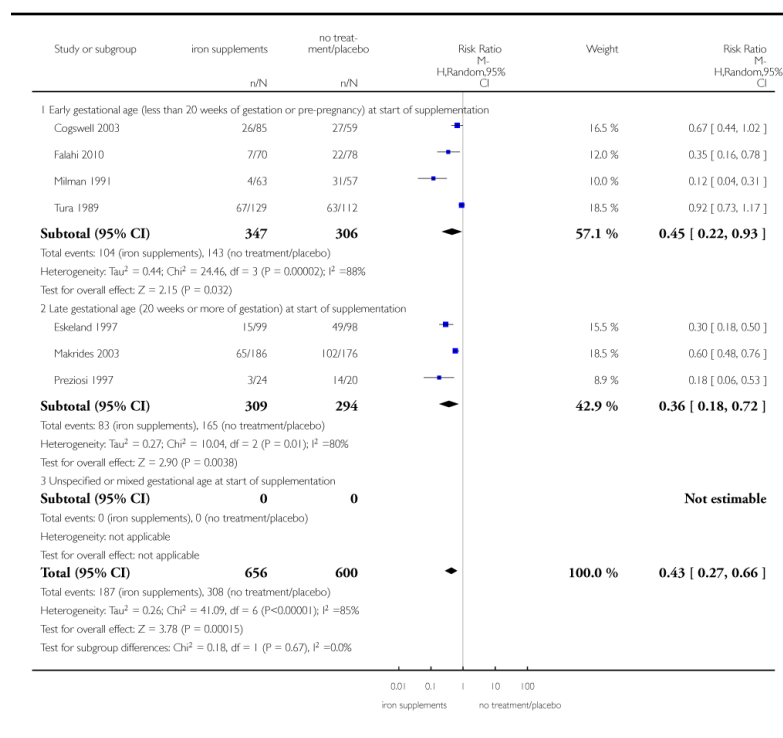 Study or subgroup iron supplements no treat-ment/placebo Risk Ratio Weight Risk Ratio
M-H,Random,95% CI M-H,Random,95% CI
n/N n/N
1 Early gestational age (less than 20 weeks of gestation or pre-pregnancy) at start of supplementation
Cogswell 2003 26/85 27/59 16.5 % 0.67 [ 0.44, 1.02 ]
Falahi 2010 7/70 22/78 12.0 % 0.35 [ 0.16, 0.78 ]
Milman 1991 4/63 31/57 10.0 % 0.12 [ 0.04, 0.31 ]
Tura 1989 67/129 63/112 18.5 % 0.92 [ 0.73, 1.17 ]
Subtotal (95% CI) 347 306 57.1 % 0.45 [ 0.22, 0.93 ]
Total events: 104 (iron supplements), 143 (no treatment/placebo)
Heterogeneity: Tau² = 0.44; Chi² = 24.46, df = 3 (P = 0.00002); I² =88%
Test for overall effect: Z = 2.15 (P = 0.032)
2 Late gestational age (20 weeks or more of gestation) at start of supplementation
Eskeland 1997 15/99 49/98 15.5 % 0.30 [ 0.18, 0.50 ]
Makrides 2003 65/186 102/176 18.5 % 0.60 [ 0.48, 0.76 ]
Preziosi 1997 3/24 14/20 8.9 % 0.18 [ 0.06, 0.53 ]
Subtotal (95% CI) 309 294 42.9 % 0.36 [ 0.18, 0.72 ]
Total events: 83 (iron supplements), 165 (no treatment/placebo)
Heterogeneity: Tau² = 0.27; Chi² = 10.04, df = 2 (P = 0.01); I² =80%
Test for overall effect: Z = 2.90 (P = 0.0038)
3 Unspecified or mixed gestational age at start of supplementation
Subtotal (95% CI) 0 0 Not estimable
Total events: 0 (iron supplements), 0 (no treatment/placebo)
Heterogeneity: not applicable
Test for overall effect: not applicable
Total (95% CI) 656 600 100.0 % 0.43 [ 0.27, 0.66 ]
Total events: 187 (iron supplements), 308 (no treatment/placebo)
Heterogeneity: Tau² = 0.26; Chi² = 41.09, df = 6 (P<0.00001); I² =85%
Test for overall effect: Z = 3.78 (P = 0.00015)
Test for subgroup differences: Chi² = 0.18, df = 1 (P = 0.67), I² =0.0%
0.01 0.1 1 10 100
iron supplements no treatment/placebo